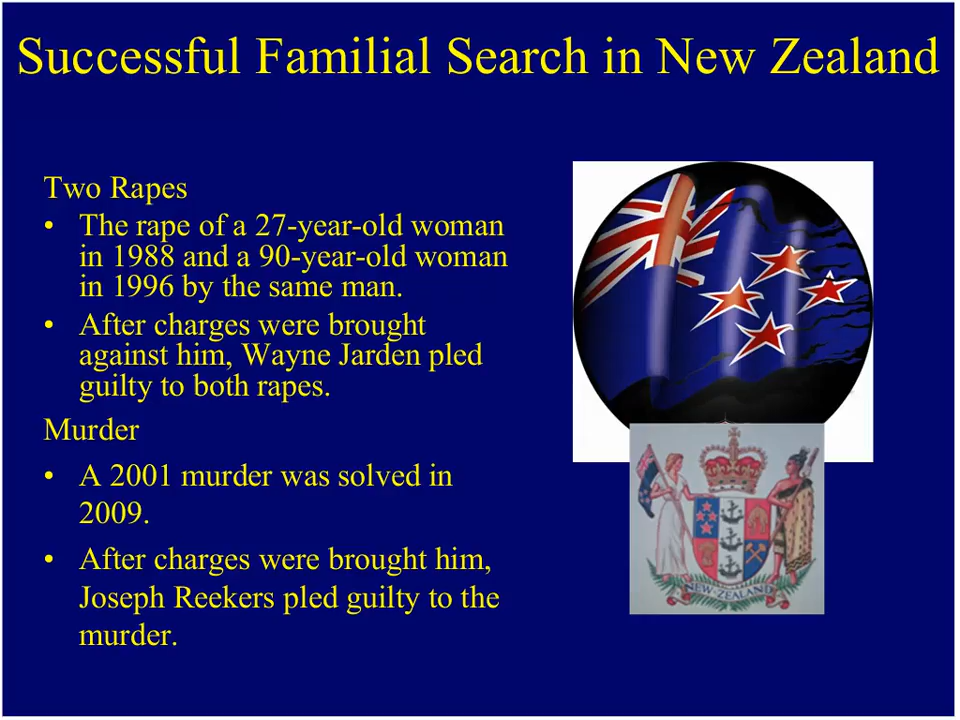 Successful Familial Search in New Zealand
Two Rapes
• The rape of a 27-year-old woman
in 1988 and a 90-year-old woman
in 1996 by the same man.
• After charges were brought
against him, Wayne Jarden pled
guilty to both rapes.
Murder
• A 2001 murder was solved in
2009.
• After charges were brought him,
Joseph Reekers pled guilty to the
murder.
NEW ZEALAND